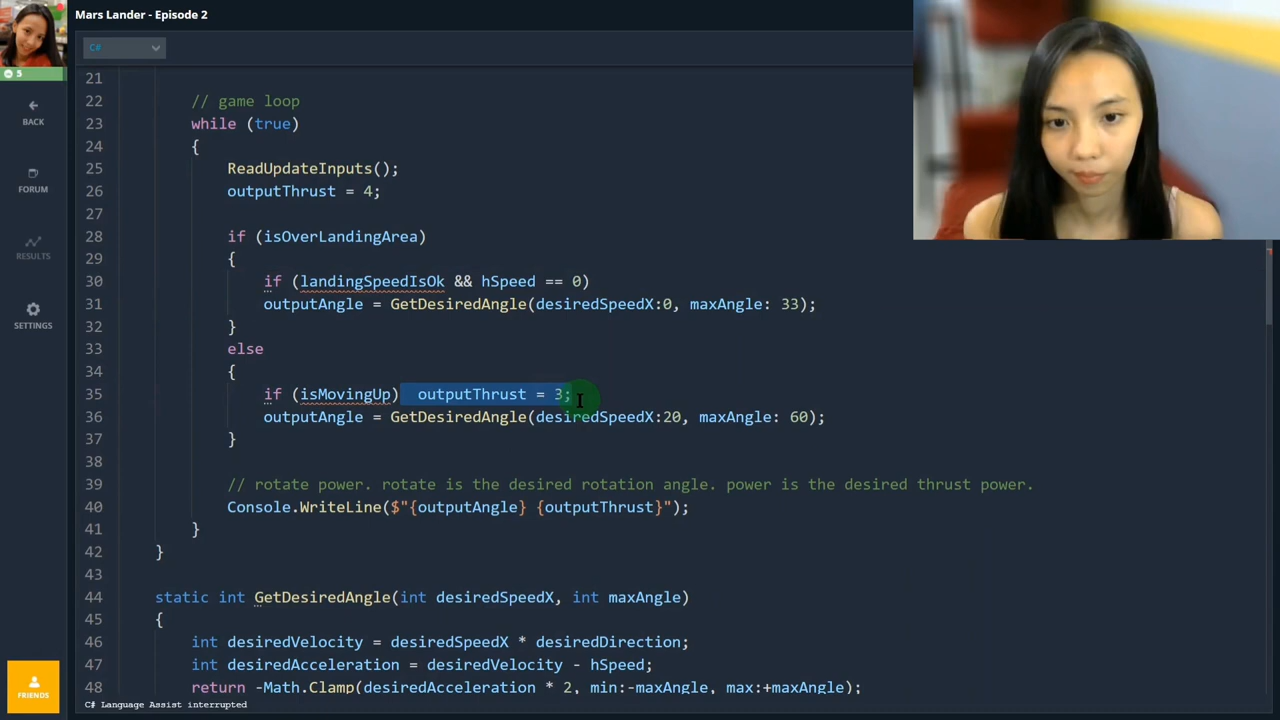 Mars Lander - Episode 2
C#
5
BACK
FORUM
RESULTS
SETTINGS
FRIENDS
21
22 // game loop
23 while (true)
24 {
25 ReadUpdateInputs();
26 outputThrust = 4;
27
28 if (isOverLandingArea)
29 {
30 if (landingSpeedIsOk && hSpeed == 0)
31 outputAngle = GetDesiredAngle(desiredSpeedX:0, maxAngle: 33);
32 }
33 else
34 {
35 if (isMovingUp) outputThrust = 3;
36 outputAngle = GetDesiredAngle(desiredSpeedX:20, maxAngle: 60);
37 }
38
39 // rotate power. rotate is the desired rotation angle. power is the desired thrust power.
40 Console.WriteLine($"{outputAngle} {outputThrust}");
41 }
42 }
43
44 static int GetDesiredAngle(int desiredSpeedX, int maxAngle)
45 {
46 int desiredVelocity = desiredSpeedX * desiredDirection;
47 int desiredAcceleration = desiredVelocity - hSpeed;
48 return -Math.Clamp(desiredAcceleration * 2, min:-maxAngle, max:+maxAngle);
C# Language Assist interrupted